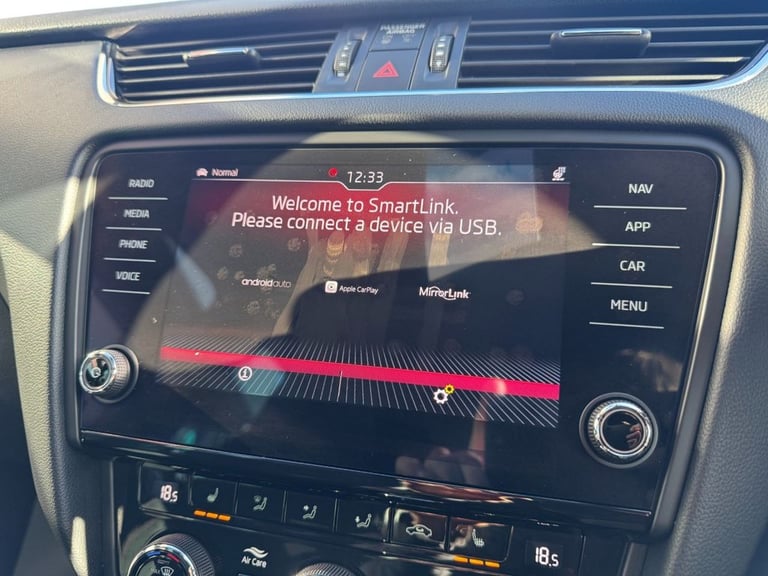 PASSENGER
AIRBAG
Normal
12:33
RADIO
MEDIA
PHONE
VOICE
Welcome to SmartLink.
Please connect a device via USB.
androidauto
Apple CarPlay
MirrorLink
NAV
APP
CAR
MENU
18.5
Air Care
18.5